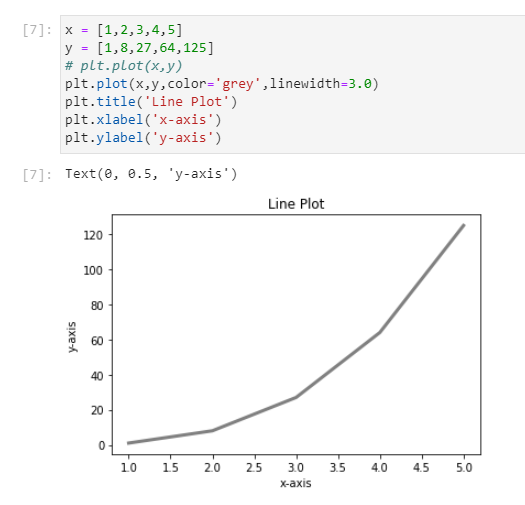 [7]: x = [1,2,3,4,5]
y = [1,8,27,64,125]
# plt.plot(x,y)
plt.plot(x,y,color='grey',linewidth=3.0)
plt.title('Line Plot')
plt.xlabel('x-axis')
plt.ylabel('y-axis')
[7]: Text(0, 0.5, 'y-axis')
Line Plot
120
100
80
60
40
20
0
y-axis
1.0 1.5 2.0 2.5 3.0 3.5 4.0 4.5 5.0
x-axis